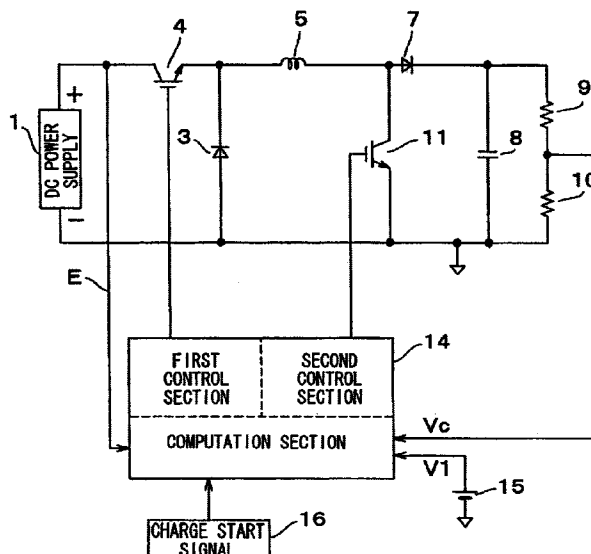 4
5
7
9
+
1
DC POWER
SUPPLY
3
11
8
10
−
E
FIRST
CONTROL
SECTION
SECOND
CONTROL
SECTION
14
COMPUTATION SECTION
Vc
V1
15
16
CHARGE START
SIGNAL